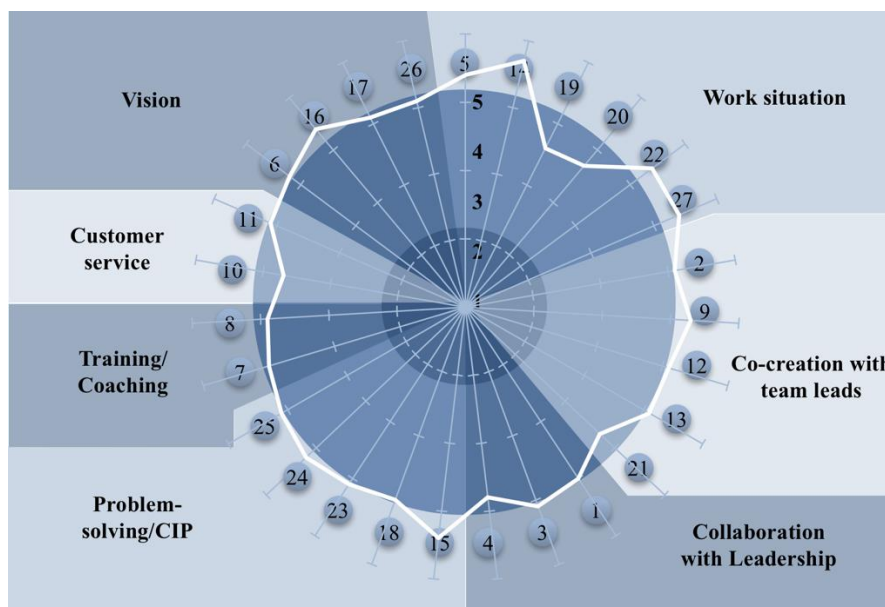 Vision
Work situation
Customer
service
Training/
Coaching
Co-creation with
team leads
Problem-
solving/CIP
Collaboration
with Leadership
5
14
19
20
22
27
2
9
12
13
21
1
3
4
15
18
23
24
25
7
8
10
11
6
16
17
26
5
4
3
2